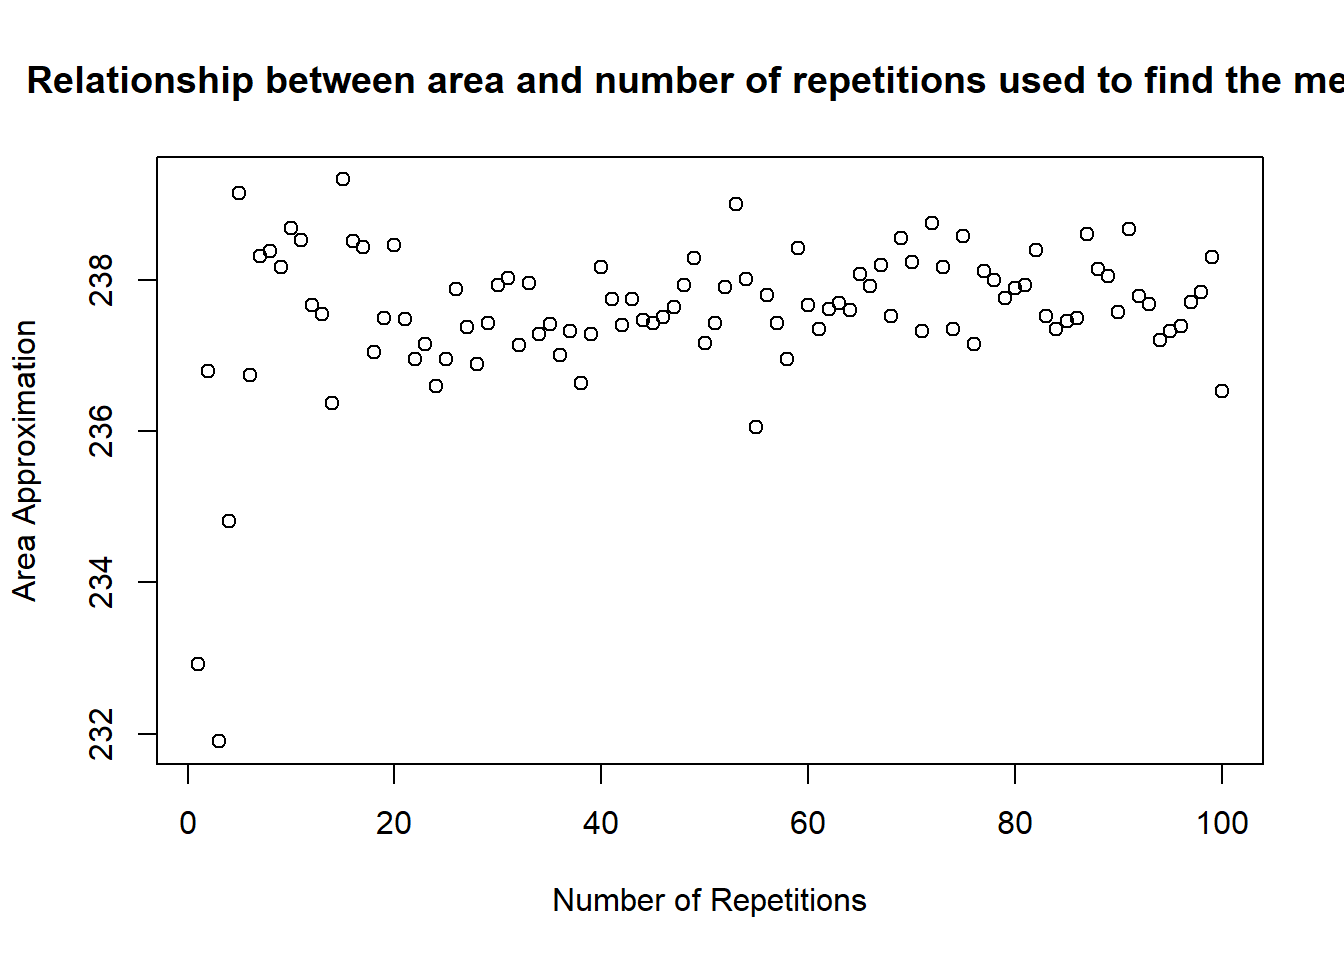 Relationship between area and number of repetitions used to find the me
238
236
234
232
Area Approximation
0 20 40 60 80 100
Number of Repetitions